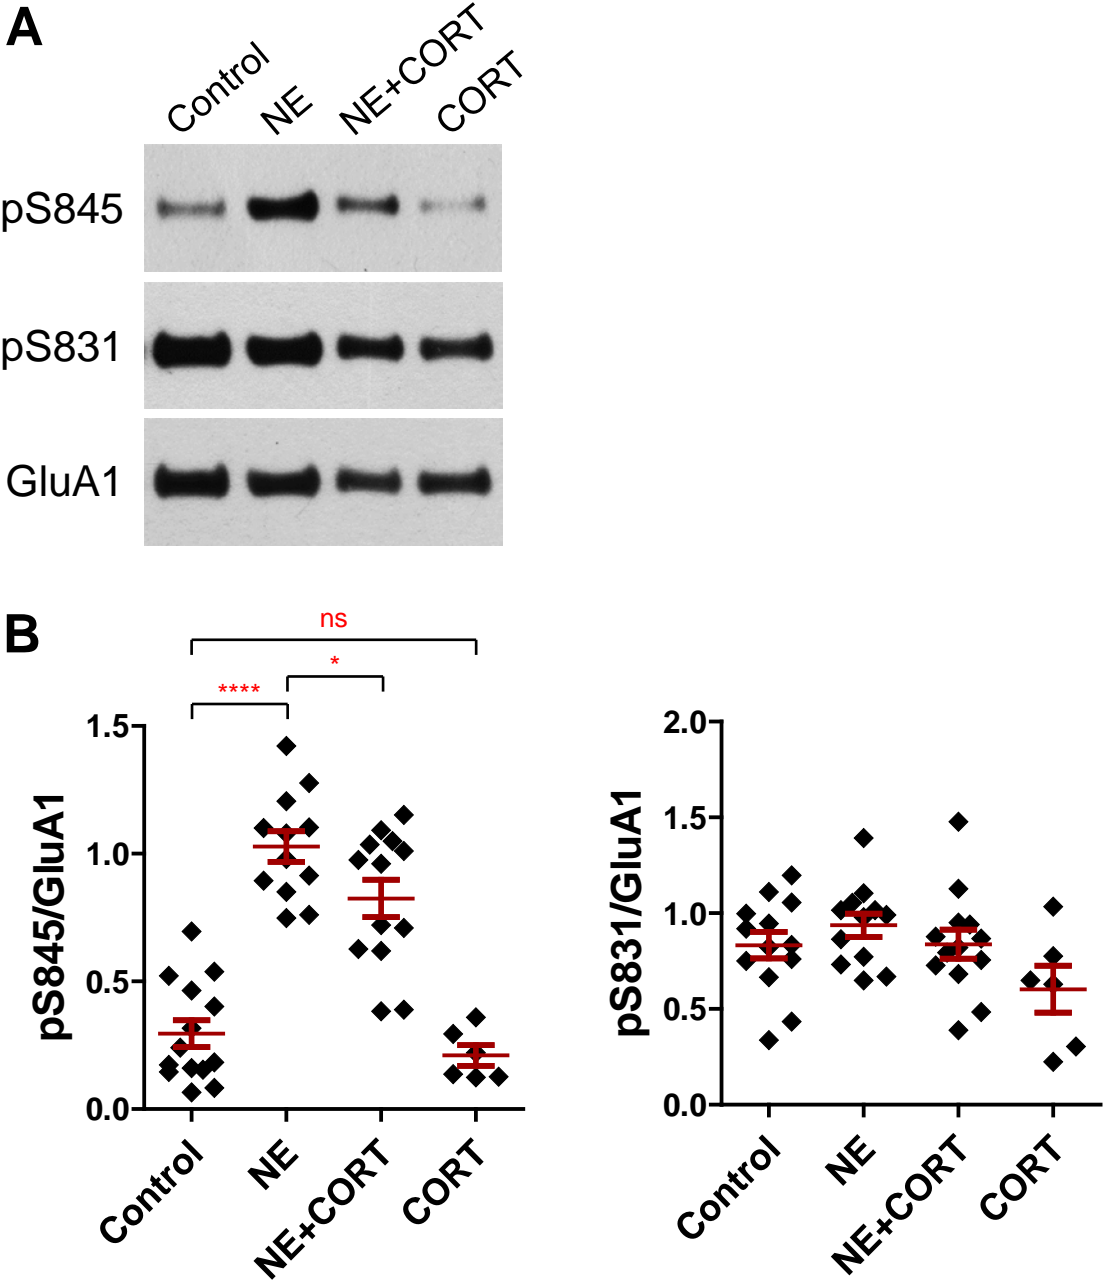 A
Control
NE
NE+CORT
CORT
pS845
pS831
GluA1
B
ns
*
****
pS845/GluA1
1.5
1.0
0.5
0.0
Control
NE
NE+CORT
CORT
pS831/GluA1
2.0
1.5
1.0
0.5
0.0
Control
NE
NE+CORT
CORT